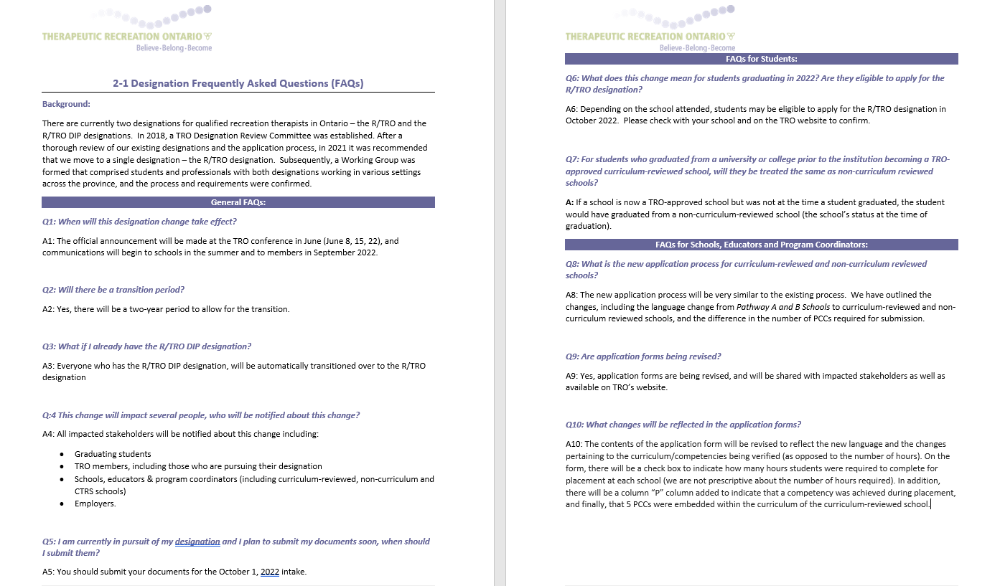 THERAPEUTIC RECREATION ONTARIO
Believe·Belong·Become
2-1 Designation Frequently Asked Questions (FAQs)
Background:
There are currently two designations for qualified recreation therapists in Ontario – the R/TRO and the
R/TRO DIP designations.  In 2018, a TRO Designation Review Committee was established. After a
thorough review of our existing designations and the application process, in 2021 it was recommended
that we move to a single designation – the R/TRO designation.  Subsequently, a Working Group was
formed that comprised students and professionals with both designations working in various settings
across the province, and the process and requirements were confirmed.
General FAQs:
Q1: When will this designation change take effect?
A1: The official announcement will be made at the TRO conference in June (June 8, 15, 22), and
communications will begin to schools in the summer and to members in September 2022.
Q2: Will there be a transition period?
A2: Yes, there will be a two-year period to allow for the transition.
Q3: What if I already have the R/TRO DIP designation?
A3: Everyone who has the R/TRO DIP designation, will be automatically transitioned over to the R/TRO
designation
Q:4 This change will impact several people, who will be notified about this change?
A4: All impacted stakeholders will be notified about this change including:
● Graduating students
● TRO members, including those who are pursuing their designation
● Schools, educators & program coordinators (including curriculum-reviewed, non-curriculum and
CTRS schools)
● Employers.
Q5: I am currently in pursuit of my designation and I plan to submit my documents soon, when should
I submit them?
A5: You should submit your documents for the October 1, 2022 intake.
THERAPEUTIC RECREATION ONTARIO
Believe·Belong·Become
FAQs for Students:
Q6: What does this change mean for students graduating in 2022? Are they eligible to apply for the
R/TRO designation?
A6: Depending on the school attended, students may be eligible to apply for the R/TRO designation in
October 2022.  Please check with your school and on the TRO website to confirm.
Q7: For students who graduated from a university or college prior to the institution becoming a TRO-
approved curriculum-reviewed school, will they be treated the same as non-curriculum reviewed
schools?
A: If a school is now a TRO-approved school but was not at the time a student graduated, the student
would have graduated from a non-curriculum-reviewed school (the school's status at the time of
graduation).
FAQs for Schools, Educators and Program Coordinators:
Q8: What is the new application process for curriculum-reviewed and non-curriculum reviewed
schools?
A8: The new application process will be very similar to the existing process.  We have outlined the
changes, including the language change from Pathway A and B Schools to curriculum-reviewed and non-
curriculum reviewed schools, and the difference in the number of PCCs required for submission.
Q9: Are application forms being revised?
A9: Yes, application forms are being revised, and will be shared with impacted stakeholders as well as
available on TRO's website.
Q10: What changes will be reflected in the application forms?
A10: The contents of the application form will be revised to reflect the new language and the changes
pertaining to the curriculum/competencies being verified (as opposed to the number of hours). On the
form, there will be a check box to indicate how many hours students were required to complete for
placement at each school (we are not prescriptive about the number of hours required). In addition,
there will be a column “P” column added to indicate that a competency was achieved during placement,
and finally, that 5 PCCs were embedded within the curriculum of the curriculum-reviewed school.